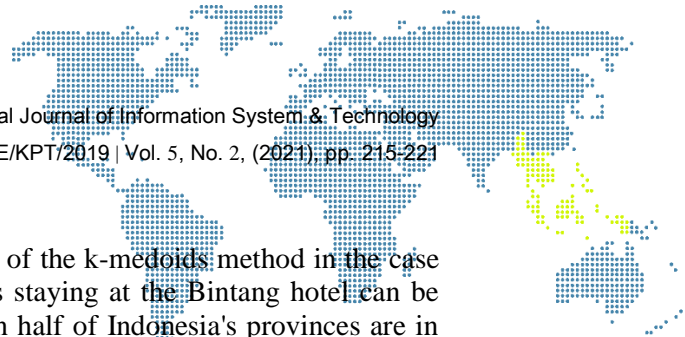 al Journal of Information System & Technology
E/KPT/2019 | Vol. 5, No. 2, (2021), pp. 215-221
of the k-medoids method in the case
s staying at the Bintang hotel can be
n half of Indonesia's provinces are in